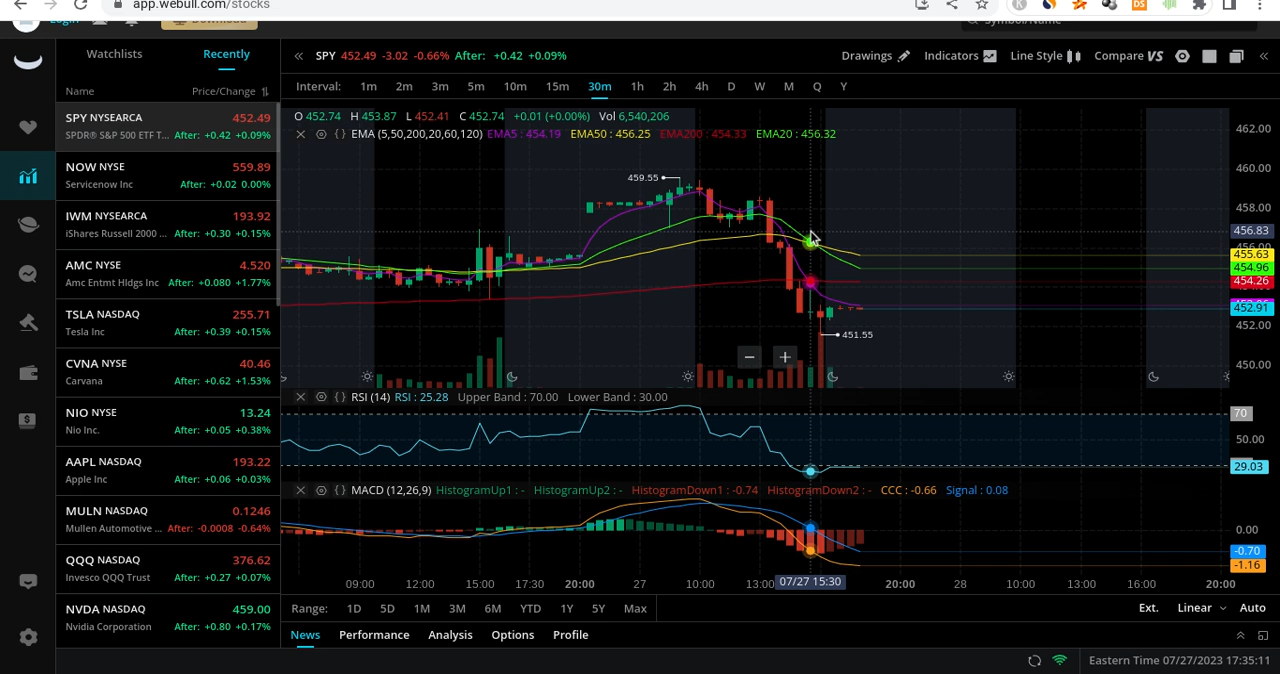 app.webull.com/stocks
Login
Download
Symbol/Name
Watchlists
Recently
Name
Price/Change
SPY NYSEARCA 452.49
SPDR® S&P 500 ETF T... After: +0.42 +0.09%
NOW NYSE 559.89
Servicenow Inc After: +0.02 0.00%
IWM NYSEARCA 193.92
iShares Russell 2000 ... After: +0.30 +0.15%
AMC NYSE 4.520
Amc Entmt Hldgs Inc After: +0.080 +1.77%
TSLA NASDAQ 255.71
Tesla Inc After: +0.39 +0.15%
CVNA NYSE 40.46
Carvana After: +0.62 +1.53%
NIO NYSE 13.24
Nio Inc. After: +0.05 +0.38%
AAPL NASDAQ 193.22
Apple Inc After: +0.06 +0.03%
MULN NASDAQ 0.1246
Mullen Automotive ... After: -0.0008 -0.64%
QQQ NASDAQ 376.62
Invesco QQQ Trust After: +0.27 +0.07%
NVDA NASDAQ 459.00
Nvidia Corporation After: +0.80 +0.17%
SPY 452.49 -3.02 -0.66% After: +0.42 +0.09%
Drawings
Indicators
Line Style
Compare VS
Interval: 1m 2m 3m 5m 10m 15m 30m 1h 2h 4h D W M Q Y
O 452.74 H 453.87 L 452.41 C 452.74 +0.01 (+0.00%) Vol 6,540,206
EMA (5,50,200,20,60,120) EMA5 : 454.19 EMA50 : 456.25 EMA200 : 454.33 EMA20 : 456.32
459.55
451.55
462.00
460.00
458.00
456.83
456.00
455.63
454.96
454.26
452.91
452.00
450.00
RSI (14) RSI : 25.28 Upper Band : 70.00 Lower Band : 30.00
70
50.00
29.03
MACD (12,26,9) HistogramUp1 : - HistogramUp2 : - HistogramDown1 : -0.74 HistogramDown2 : - CCC : -0.66 Signal : 0.08
0.00
-0.70
-1.16
09:00 12:00 15:00 17:30 20:00 27 10:00 13:00 07/27 15:30 20:00 28 10:00 13:00 16:00 20:00
Range: 1D 5D 1M 3M 6M YTD 1Y 5Y Max
Ext. Linear Auto
News Performance Analysis Options Profile
Eastern Time 07/27/2023 17:35:11